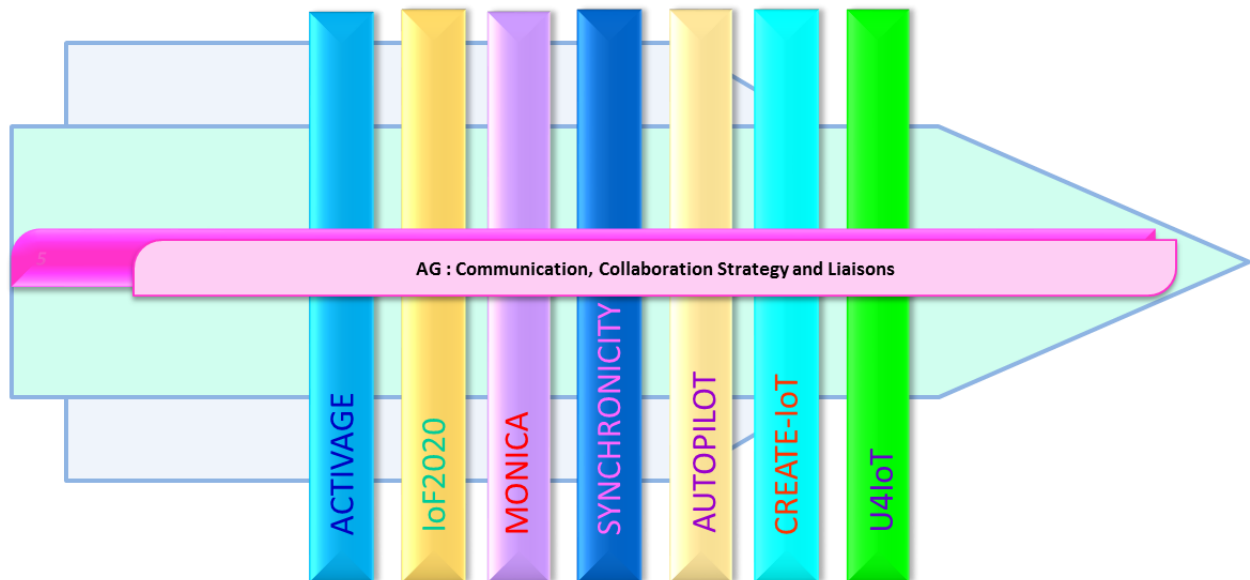 5
AG : Communication, Collaboration Strategy and Liaisons
ACTIVAGE
IoF2020
MONICA
SYNCHRONICITY
AUTOPILOT
CREATE-IoT
U4IoT